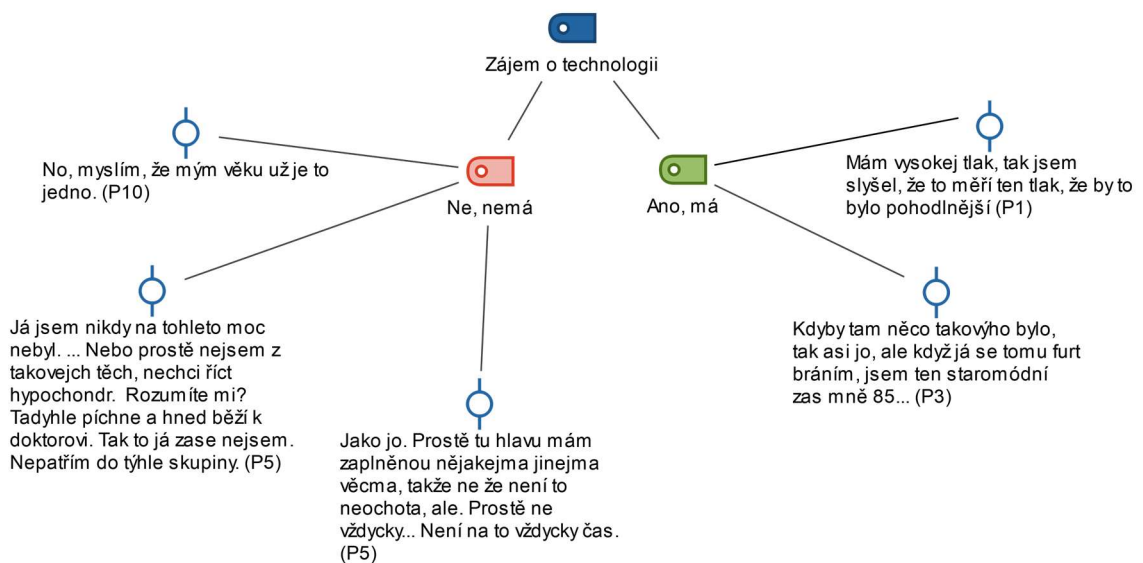 Zájem o technologii
No, myslím, že mým věku už je to
jedno. (P10)
Ne, nemá
Ano, má
Mám vysokej tlak, tak jsem
slyšel, že to měří ten tlak, že by to
bylo pohodlnější (P1)
Já jsem nikdy na tohleto moc
nebyl. ... Nebo prostě nejsem z
takovejch těch, nechci říct
hypochondr. Rozumíte mi?
Tadyhle píchne a hned běží k
doktorovi. Tak to já zase nejsem.
Nepatřím do týhle skupiny. (P5)
Jako jo. Prostě tu hlavu mám
zaplněnou nějakejma jinejma
věcma, takže ne že není to
neochota, ale. Prostě ne
vždycky... Není na to vždycky čas.
(P5)
Kdyby tam něco takovýho bylo,
tak asi jo, ale když já se tomu furt
bráním, jsem ten staromódní
zas mně 85... (P3)